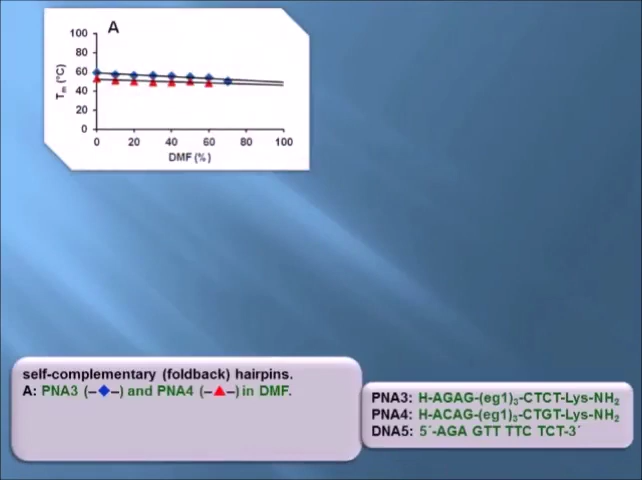 A
100
80
60
40
20
0
Tm (°C)
0 20 40 60 80 100
DMF (%)
self-complementary (foldback) hairpins.
A: PNA3 (–◆–) and PNA4 (–▲–) in DMF.
PNA3: H-AGAG-(eg1)₃-CTCT-Lys-NH₂
PNA4: H-ACAG-(eg1)₃-CTGT-Lys-NH₂
DNA5: 5´-AGA GTT TTC TCT-3´